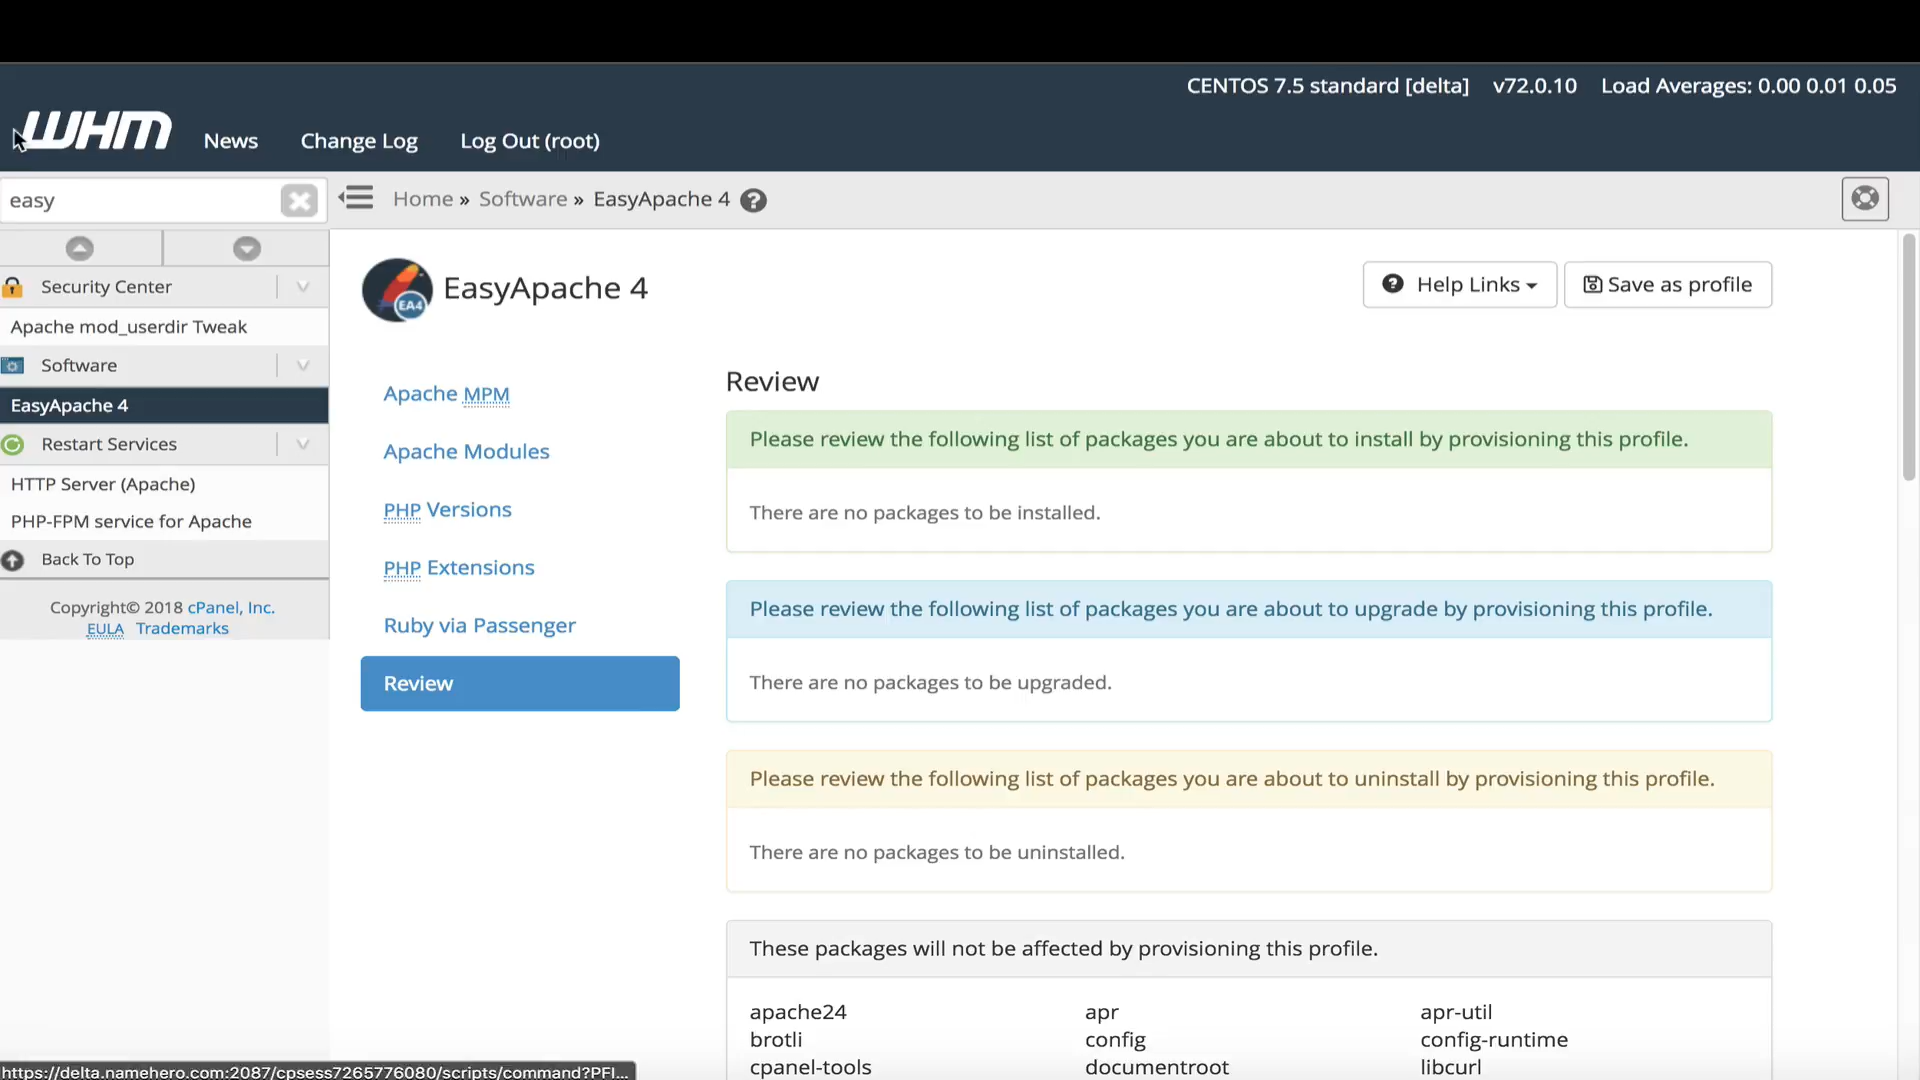 CENTOS 7.5 standard [delta] v72.0.10 Load Averages: 0.00 0.01 0.05
WHM News Change Log Log Out (root)
easy
Home » Software » EasyApache 4
Security Center
Apache mod_userdir Tweak
Software
EasyApache 4
Restart Services
HTTP Server (Apache)
PHP-FPM service for Apache
Back To Top
Copyright© 2018 cPanel, Inc.
EULA Trademarks
EA4
EasyApache 4
Help Links
Save as profile
Apache MPM
Apache Modules
PHP Versions
PHP Extensions
Ruby via Passenger
Review
Review
Please review the following list of packages you are about to install by provisioning this profile.
There are no packages to be installed.
Please review the following list of packages you are about to upgrade by provisioning this profile.
There are no packages to be upgraded.
Please review the following list of packages you are about to uninstall by provisioning this profile.
There are no packages to be uninstalled.
These packages will not be affected by provisioning this profile.
apache24 apr apr-util
brotli config config-runtime
cpanel-tools documentroot libcurl
https://delta.namehero.com:2087/cpsess7265776080/scripts/command?PFI...